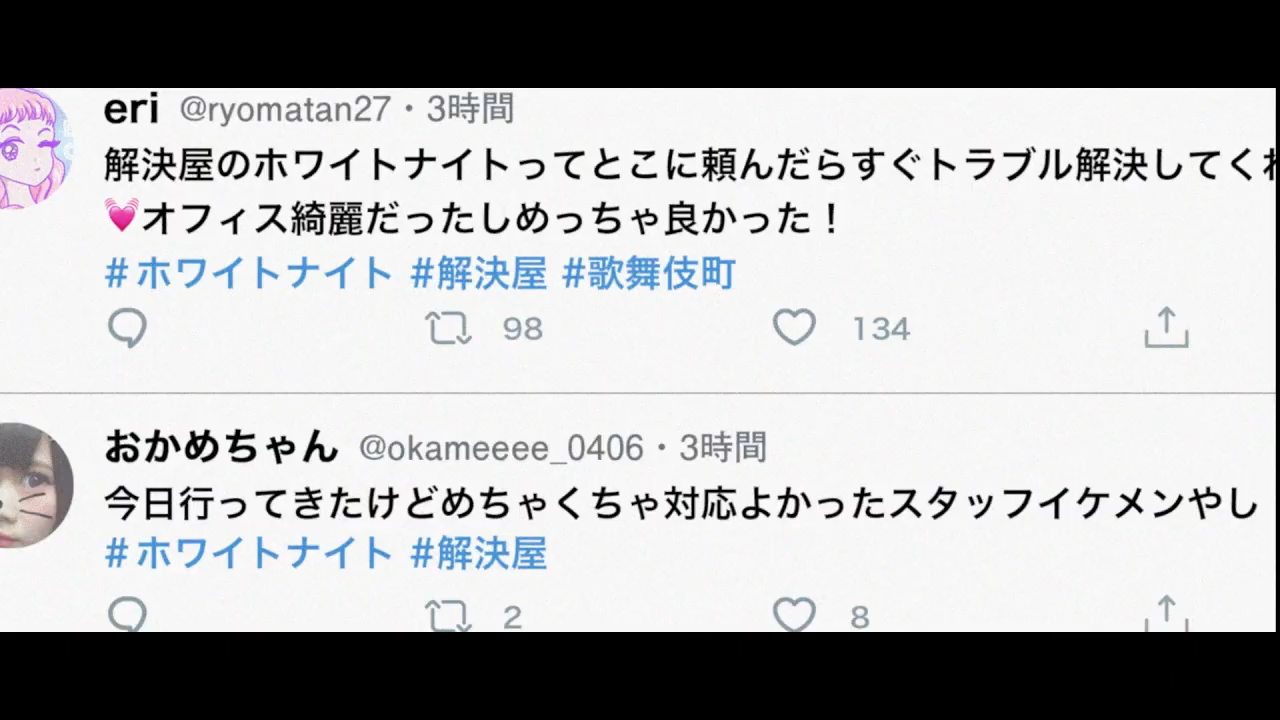 eri @ryomatan27・3時間
解決屋のホワイトナイトってとこに頼んだらすぐトラブル解決してくれ
💓オフィス綺麗だったしめっちゃ良かった！
#ホワイトナイト #解決屋 #歌舞伎町
98 134
おかめちゃん @okameeee_0406・3時間
今日行ってきたけどめちゃくちゃ対応よかったスタッフイケメンやし
#ホワイトナイト #解決屋
2 8